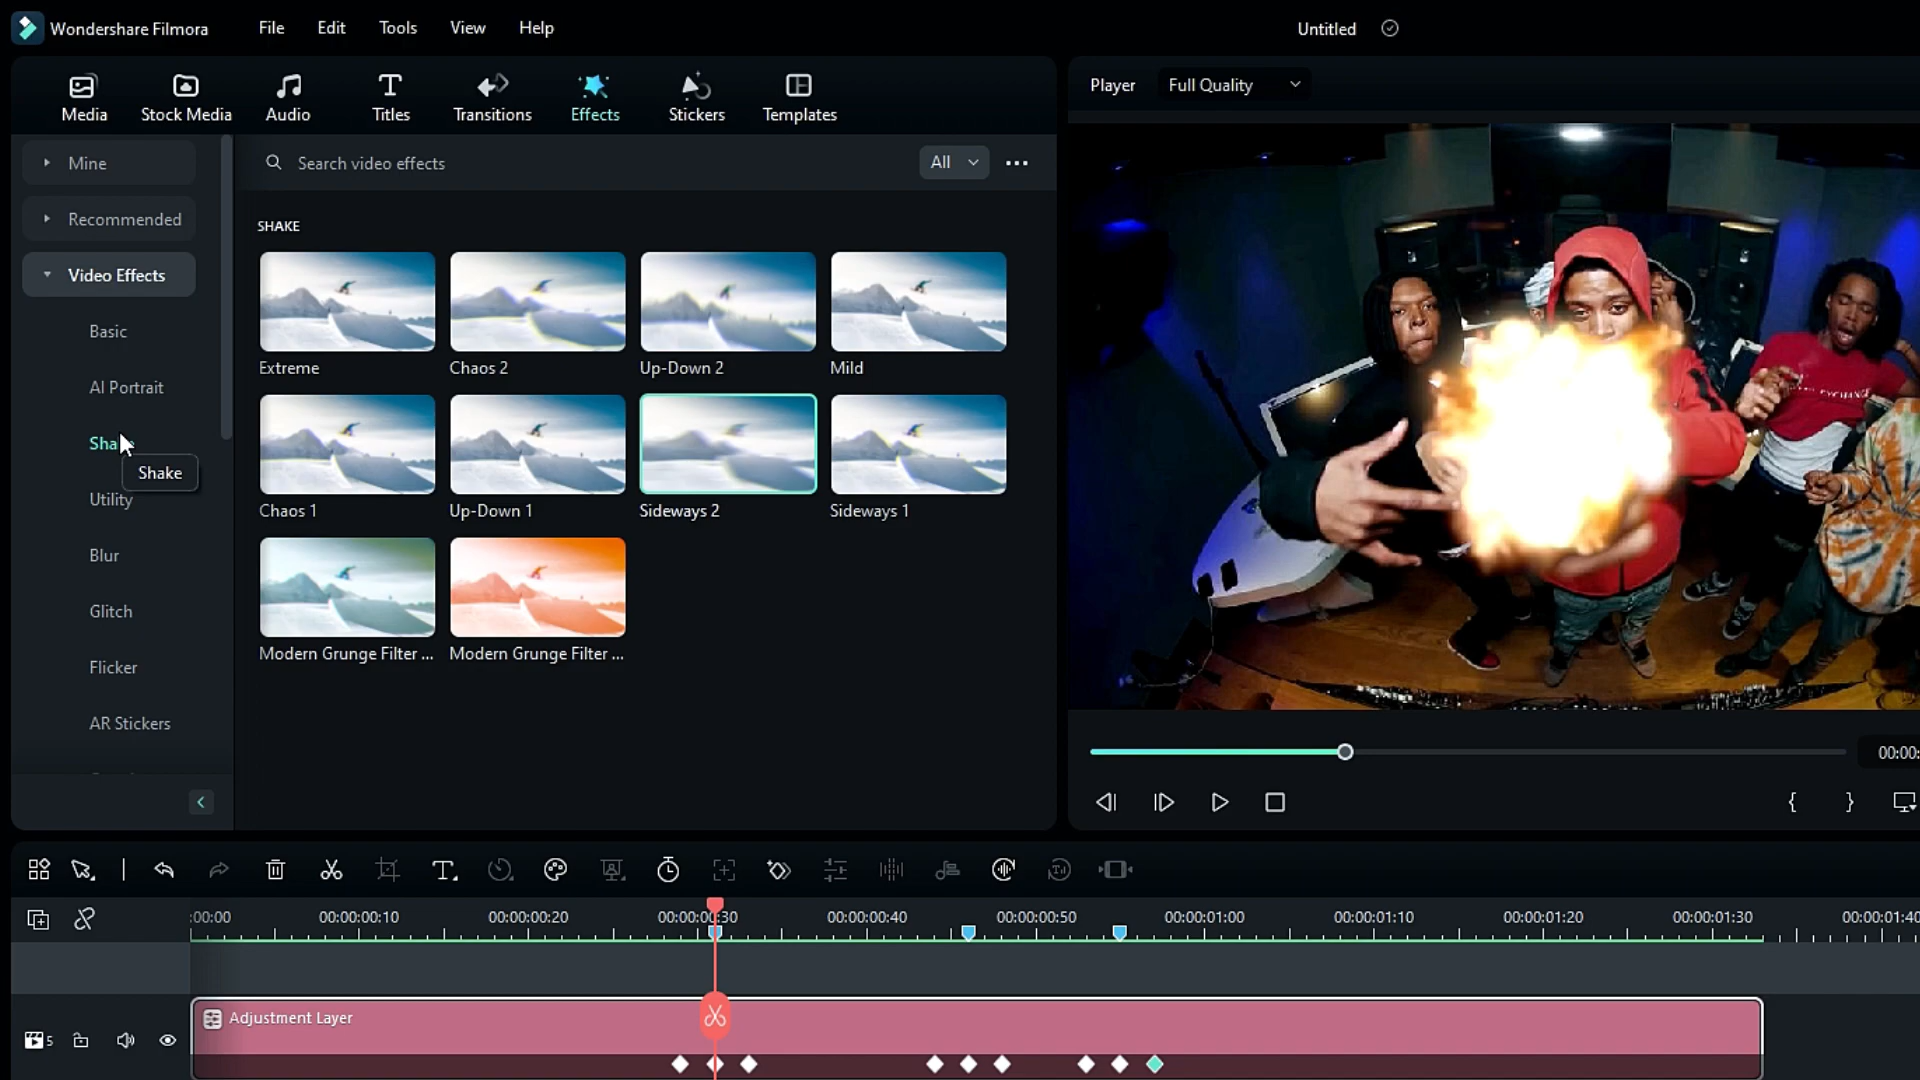 Wondershare Filmora
File
Edit
Tools
View
Help
Untitled
Media
Stock Media
Audio
Titles
Transitions
Effects
Stickers
Templates
Player
Full Quality
Mine
Recommended
Video Effects
Basic
AI Portrait
Shake
Utility
Blur
Glitch
Flicker
AR Stickers
Search video effects
All
SHAKE
Extreme
Chaos 2
Up-Down 2
Mild
Chaos 1
Up-Down 1
Sideways 2
Sideways 1
Modern Grunge Filter ...
Modern Grunge Filter ...
00:00:
:00:00
00:00:00:10
00:00:00:20
00:00:00:30
00:00:00:40
00:00:00:50
00:00:01:00
00:00:01:10
00:00:01:20
00:00:01:30
00:00:01:40
Adjustment Layer
5